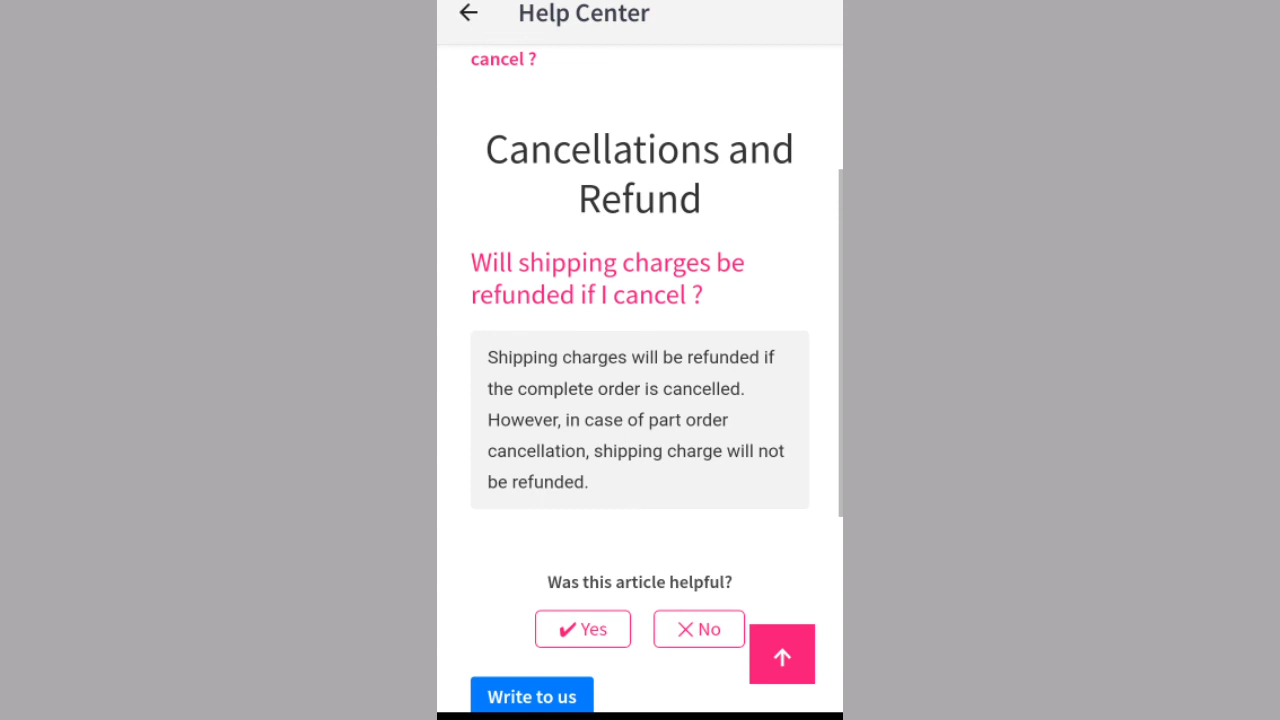 Help Center
cancel ?
Cancellations and
Refund
Will shipping charges be
refunded if I cancel ?
Shipping charges will be refunded if
the complete order is cancelled.
However, in case of part order
cancellation, shipping charge will not
be refunded.
Was this article helpful?
Yes
No
Write to us